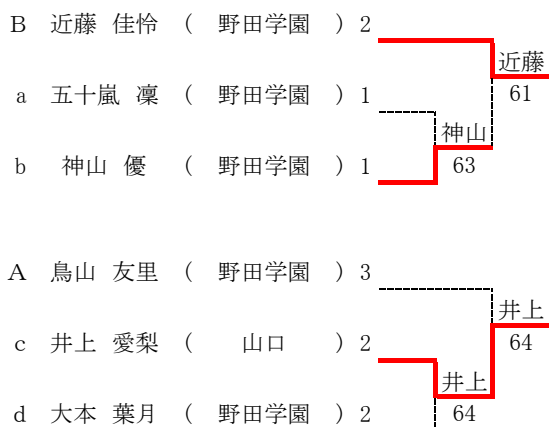 B 近藤 佳怜 ( 野田学園 ) 2
近藤
a 五十嵐 凜 ( 野田学園 ) 1
61
神山
b 神山 優 ( 野田学園 ) 1
63
A 鳥山 友里 ( 野田学園 ) 3
井上
c 井上 愛梨 ( 山口 ) 2
64
井上
d 大本 葉月 ( 野田学園 ) 2
64